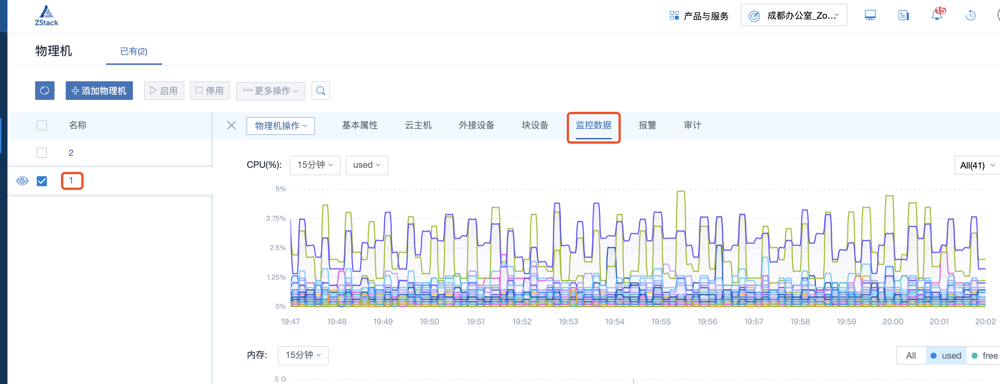 ZStack
产品与服务
成都办公室_Zo...
15
物理机
已有(2)
添加物理机
启用
停用
更多操作
名称
物理机操作
基本属性
云主机
外接设备
块设备
监控数据
报警
审计
2
1
CPU(%):
15分钟
used
All(41)
5%
3.75%
2.5%
1.25%
0%
19:47
19:48
19:49
19:50
19:51
19:52
19:53
19:54
19:55
19:56
19:57
19:58
19:59
20:00
20:01
20:02
内存:
15分钟
All
used
free
5 G